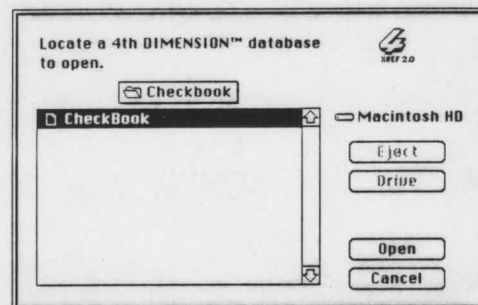 Locate a 4th DIMENSION™ database
to open.
XREF 2.0
Checkbook
CheckBook
Macintosh HD
Eject
Drive
Open
Cancel